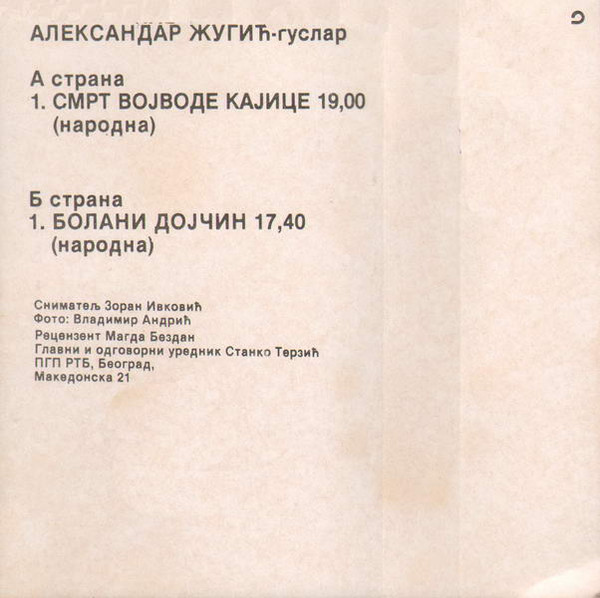 АЛЕКСАНДАР ЖУГИЋ-гуслар
А страна
1. СМРТ ВОЈВОДЕ КАЈИЦЕ 19,00
(народна)
Б страна
1. БОЛАНИ ДОЈЧИН 17,40
(народна)
Сниматељ Зоран Ивковић
Фото: Владимир Андрић
Рецензент Магда Бездан
Главни и одговорни уредник Станко Терзић
ПГП РТБ, Београд,
Македонска 21